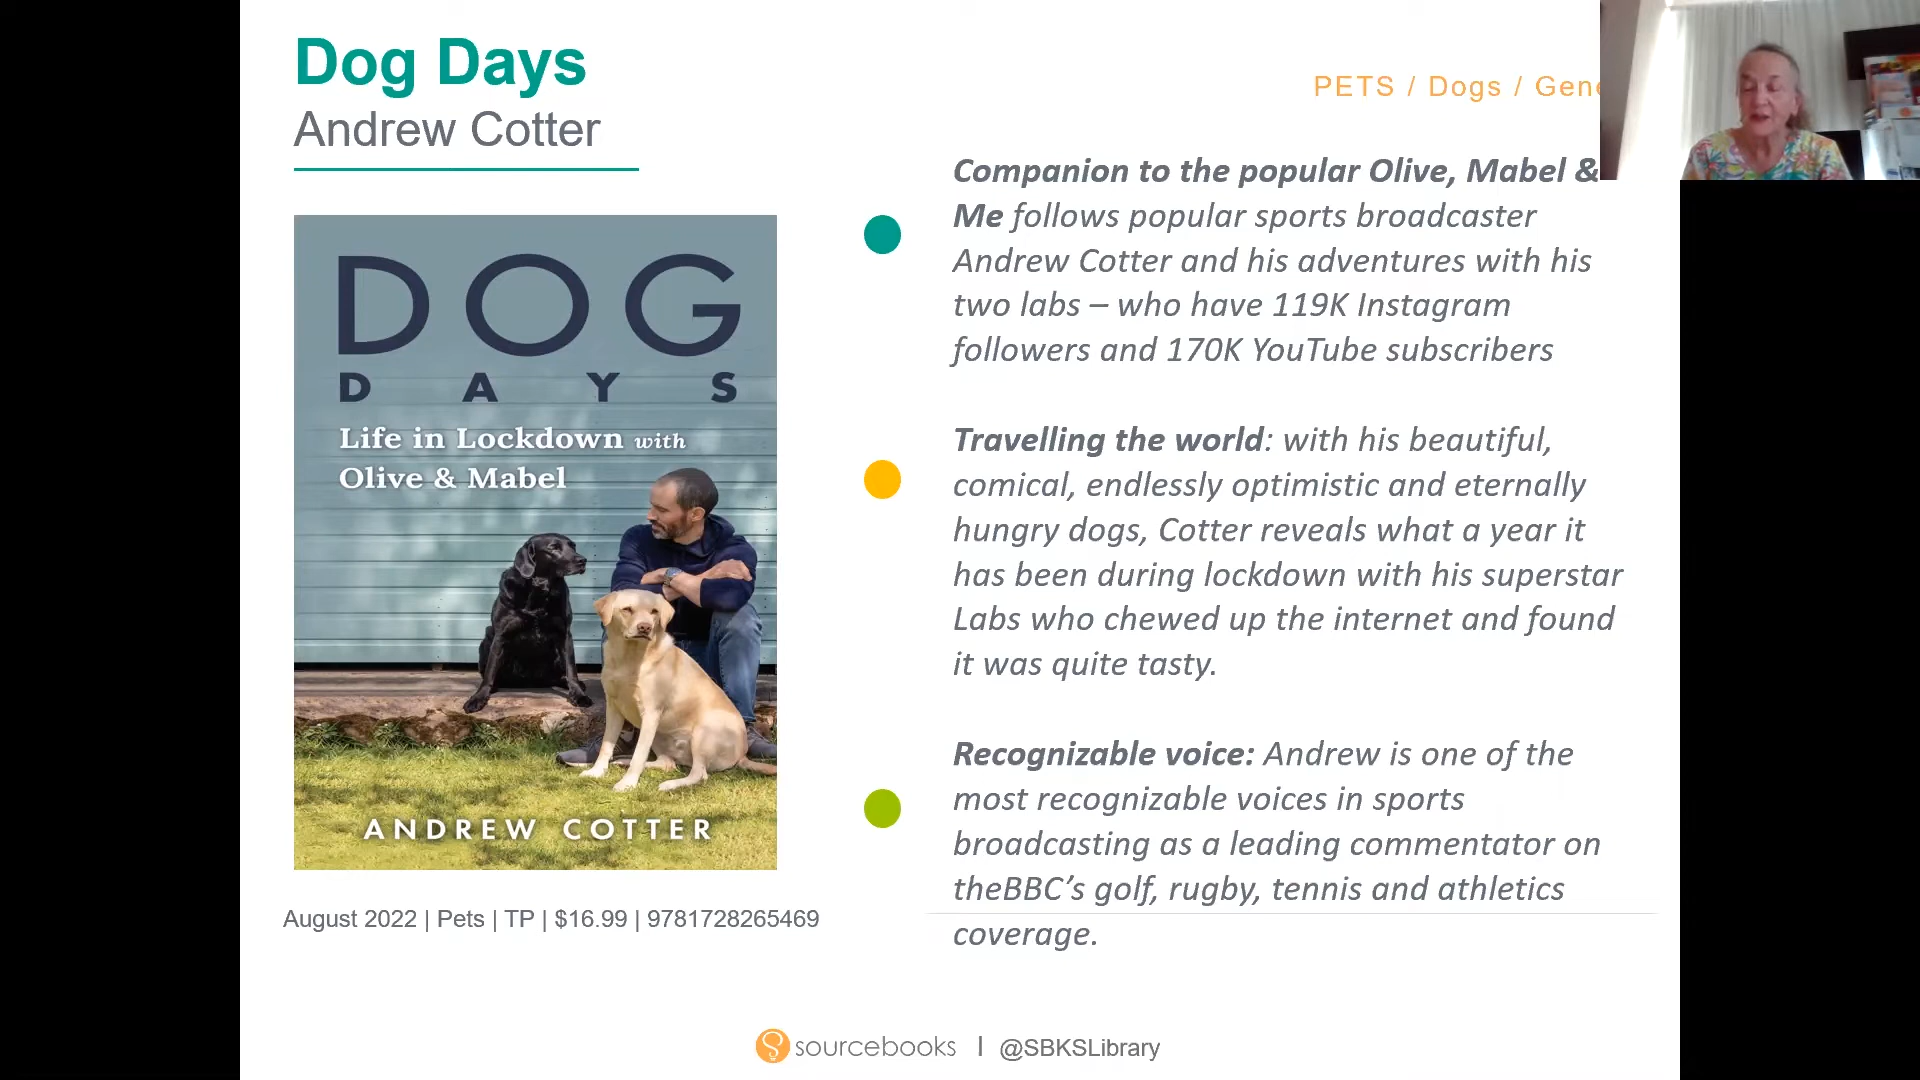 Dog Days
Andrew Cotter
PETS / Dogs / Gene
DOG
DAYS
Life in Lockdown with
Olive & Mabel
ANDREW COTTER
August 2022 | Pets | TP | $16.99 | 9781728265469
Companion to the popular Olive, Mabel &
Me follows popular sports broadcaster
Andrew Cotter and his adventures with his
two labs – who have 119K Instagram
followers and 170K YouTube subscribers
Travelling the world: with his beautiful,
comical, endlessly optimistic and eternally
hungry dogs, Cotter reveals what a year it
has been during lockdown with his superstar
Labs who chewed up the internet and found
it was quite tasty.
Recognizable voice: Andrew is one of the
most recognizable voices in sports
broadcasting as a leading commentator on
theBBC’s golf, rugby, tennis and athletics
coverage.
sourcebooks | @SBKSLibrary